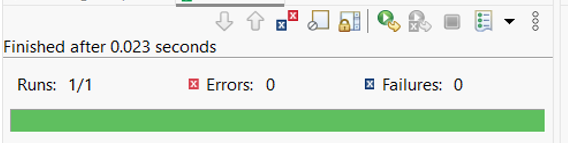 Finished after 0.023 seconds
Runs: 1/1 Errors: 0 Failures: 0